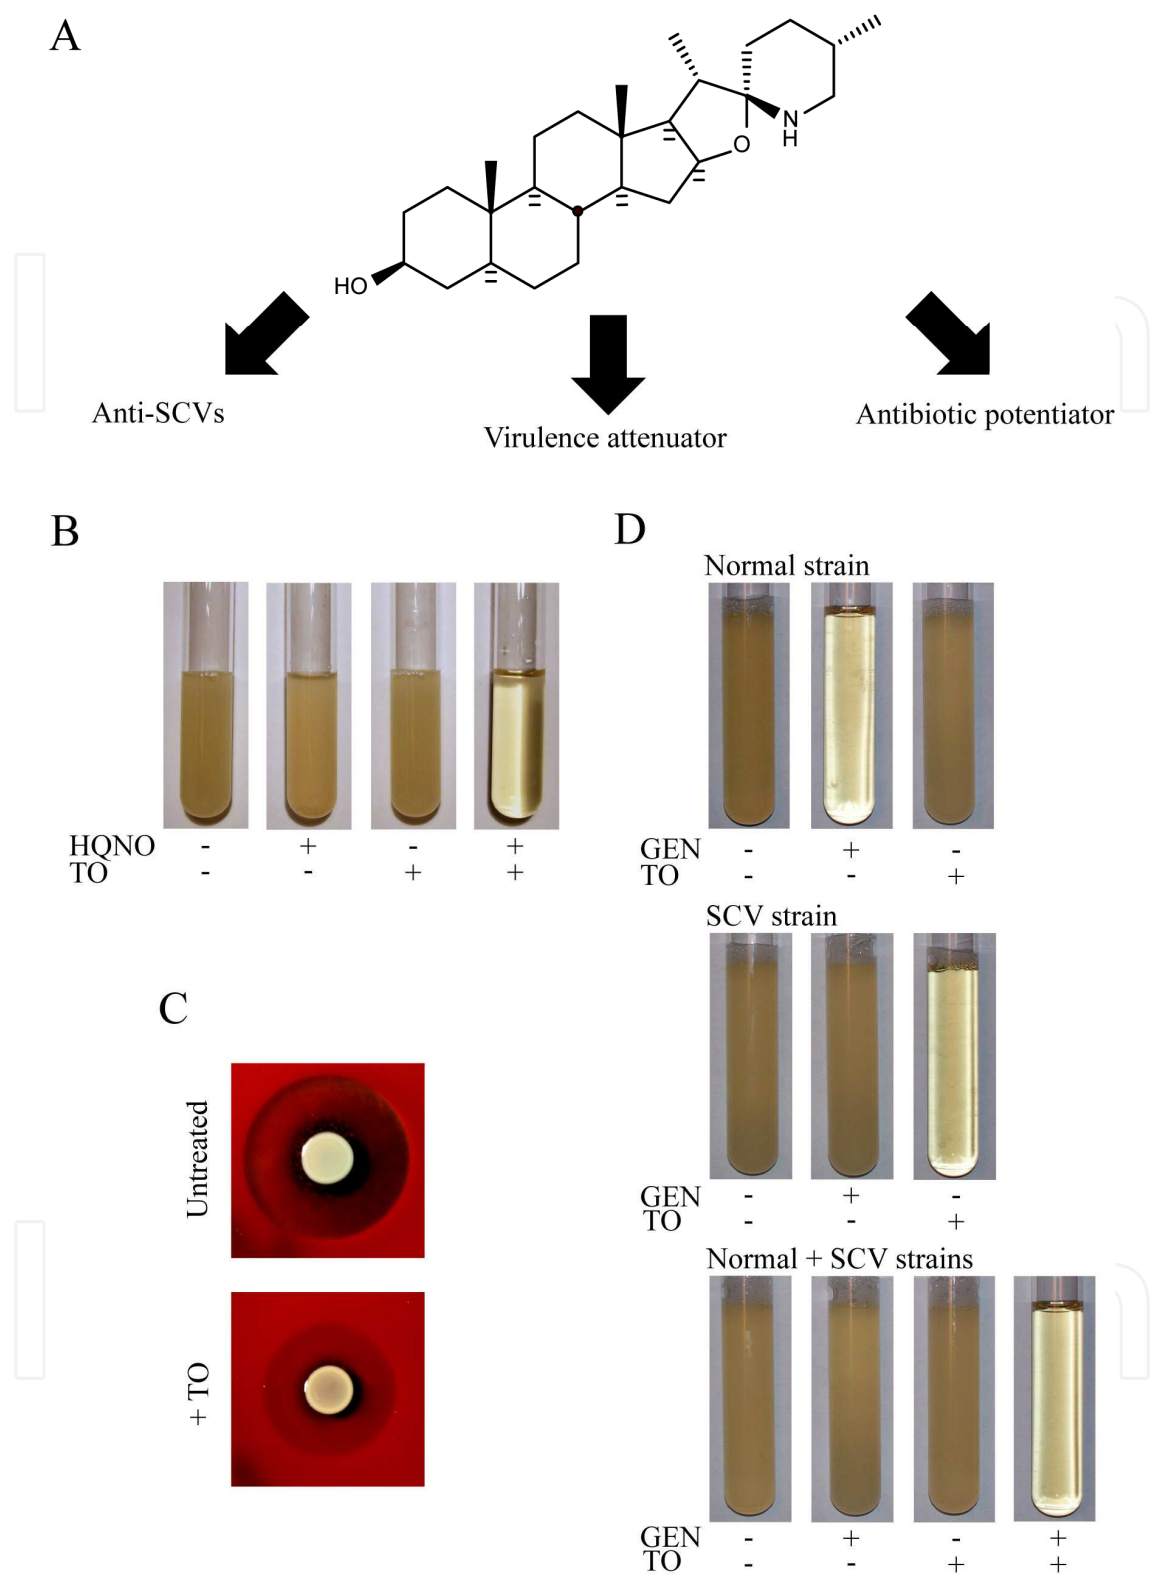 A
HO
O
N
H
Anti-SCVs
Virulence attenuator
Antibiotic potentiator
B
HQNO - + - +
TO - - + +
C
Untreated
+ TO
D
Normal strain
GEN - + -
TO - - +
SCV strain
GEN - + -
TO - - +
Normal + SCV strains
GEN - + - +
TO - - + +